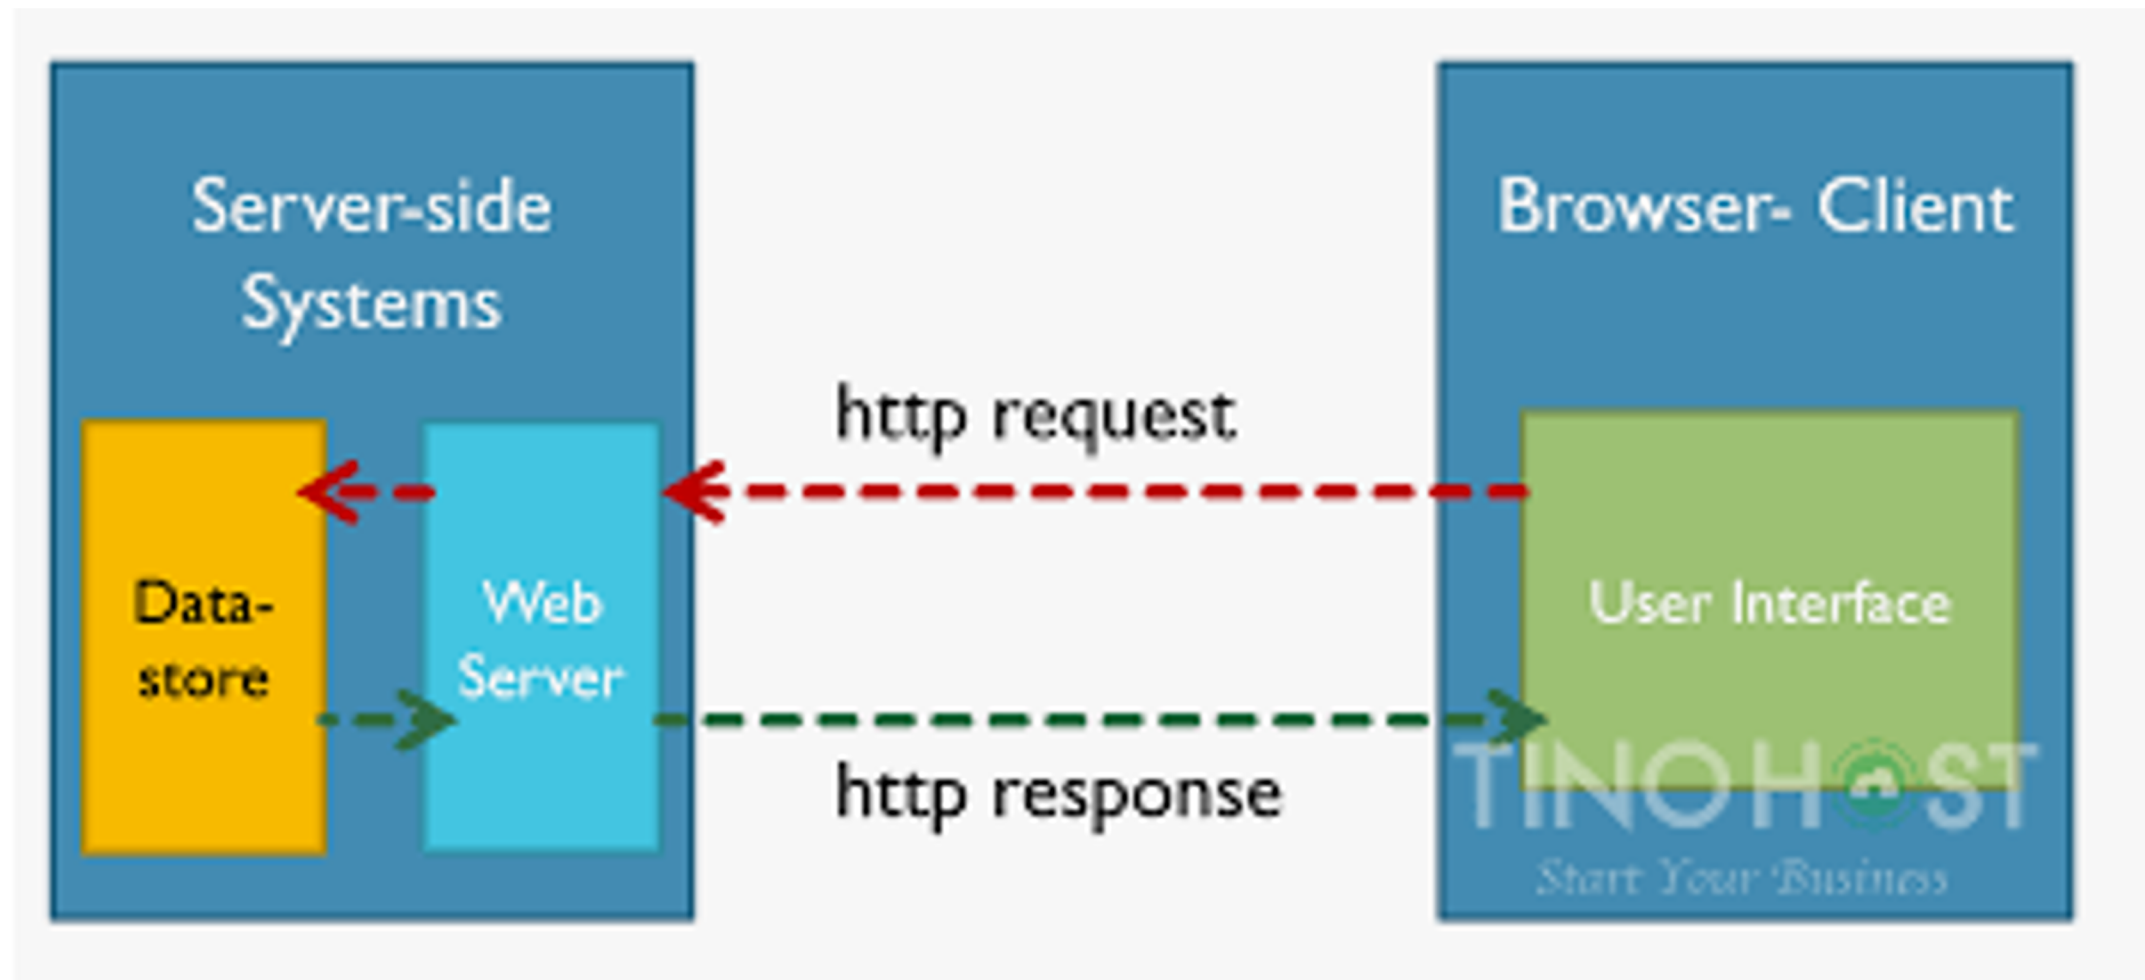 Server-side
Systems
Browser- Client
http request
Data-
store
Web
Server
User Interface
http response
TINOHOST
Start Your Business